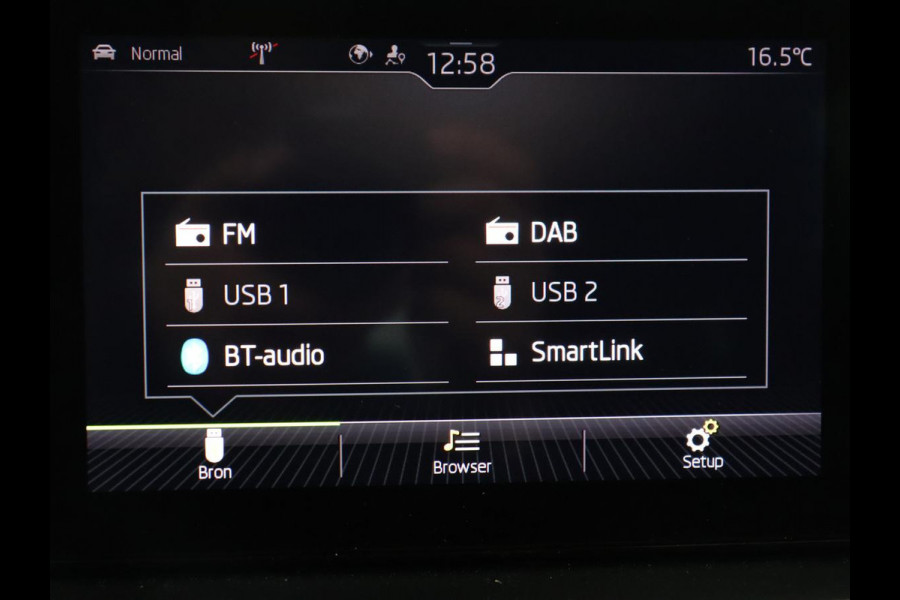 Normal 12:58 16.5°C
FM DAB
USB 1 USB 2
BT-audio SmartLink
Bron Browser Setup